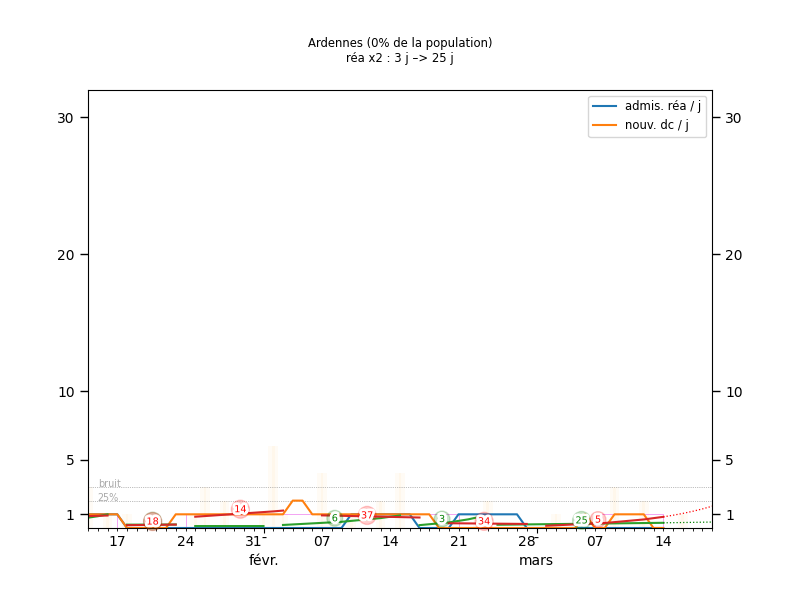 Ardennes (0% de la population)
réa x2 : 3 j –> 25 j
admis. réa / j
nouv. dc / j
30 30
20 20
10 10
5 5
bruit
25%
1 1
18 14 6 37 3 34 25 5
17 24 31 07 14 21 28 07 14
févr. mars